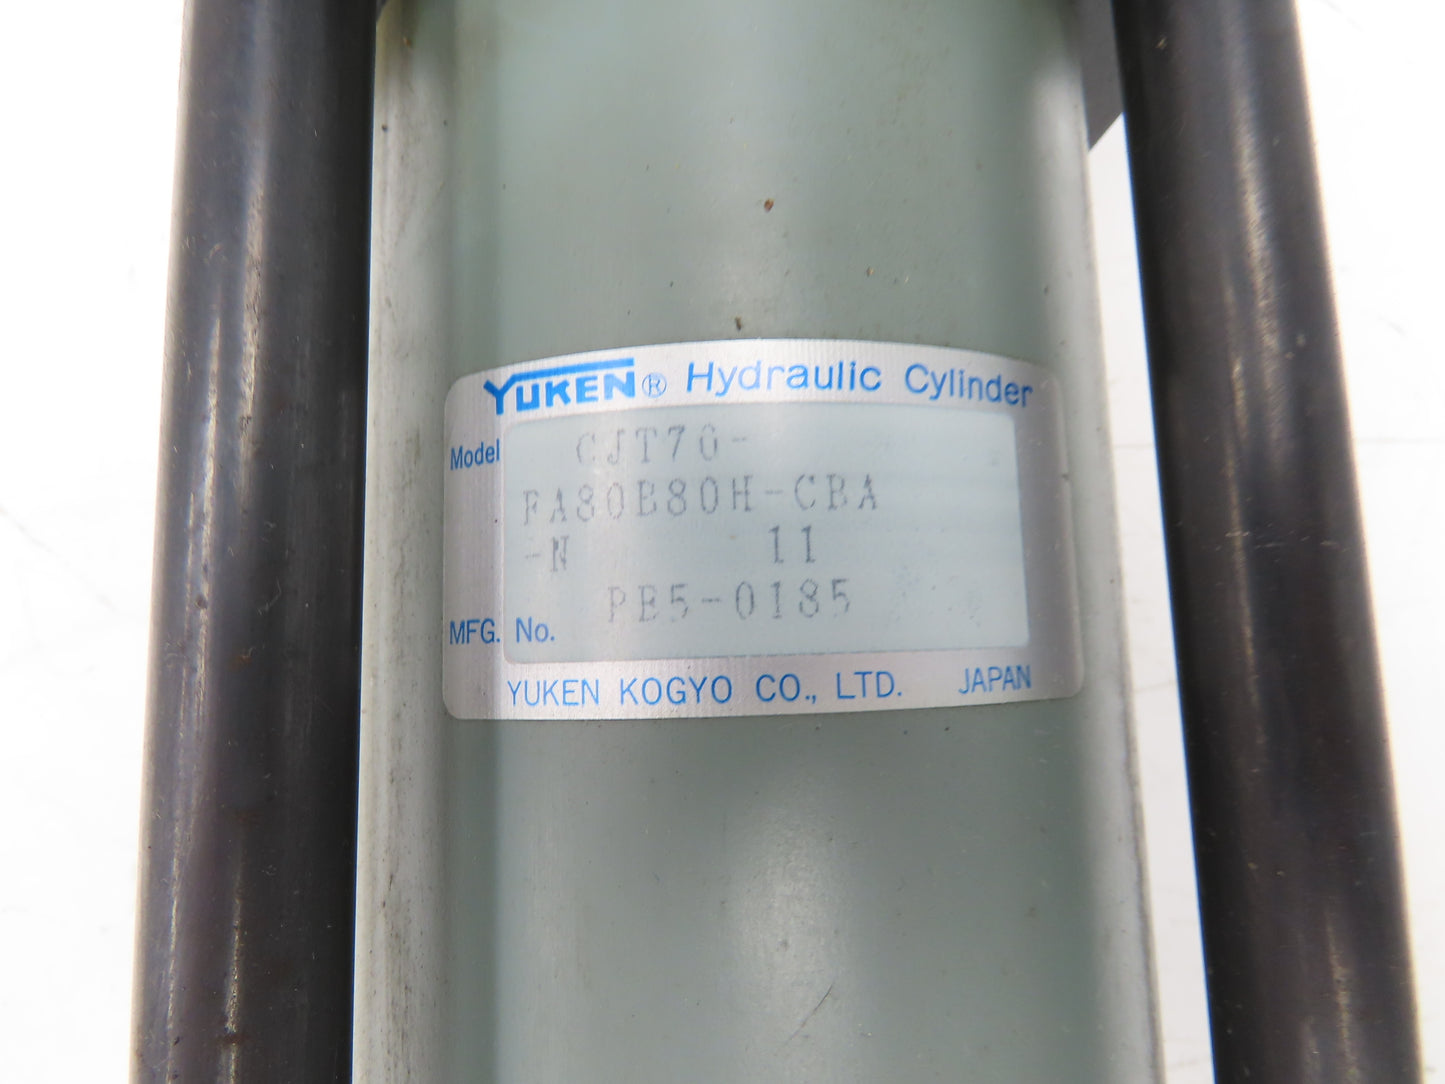 YUKEN® Hydraulic Cylinder
Model CJT70-
FA80B80H-CBA
-N 11
PB5-0185
MFG. No.
YUKEN KOGYO CO., LTD. JAPAN